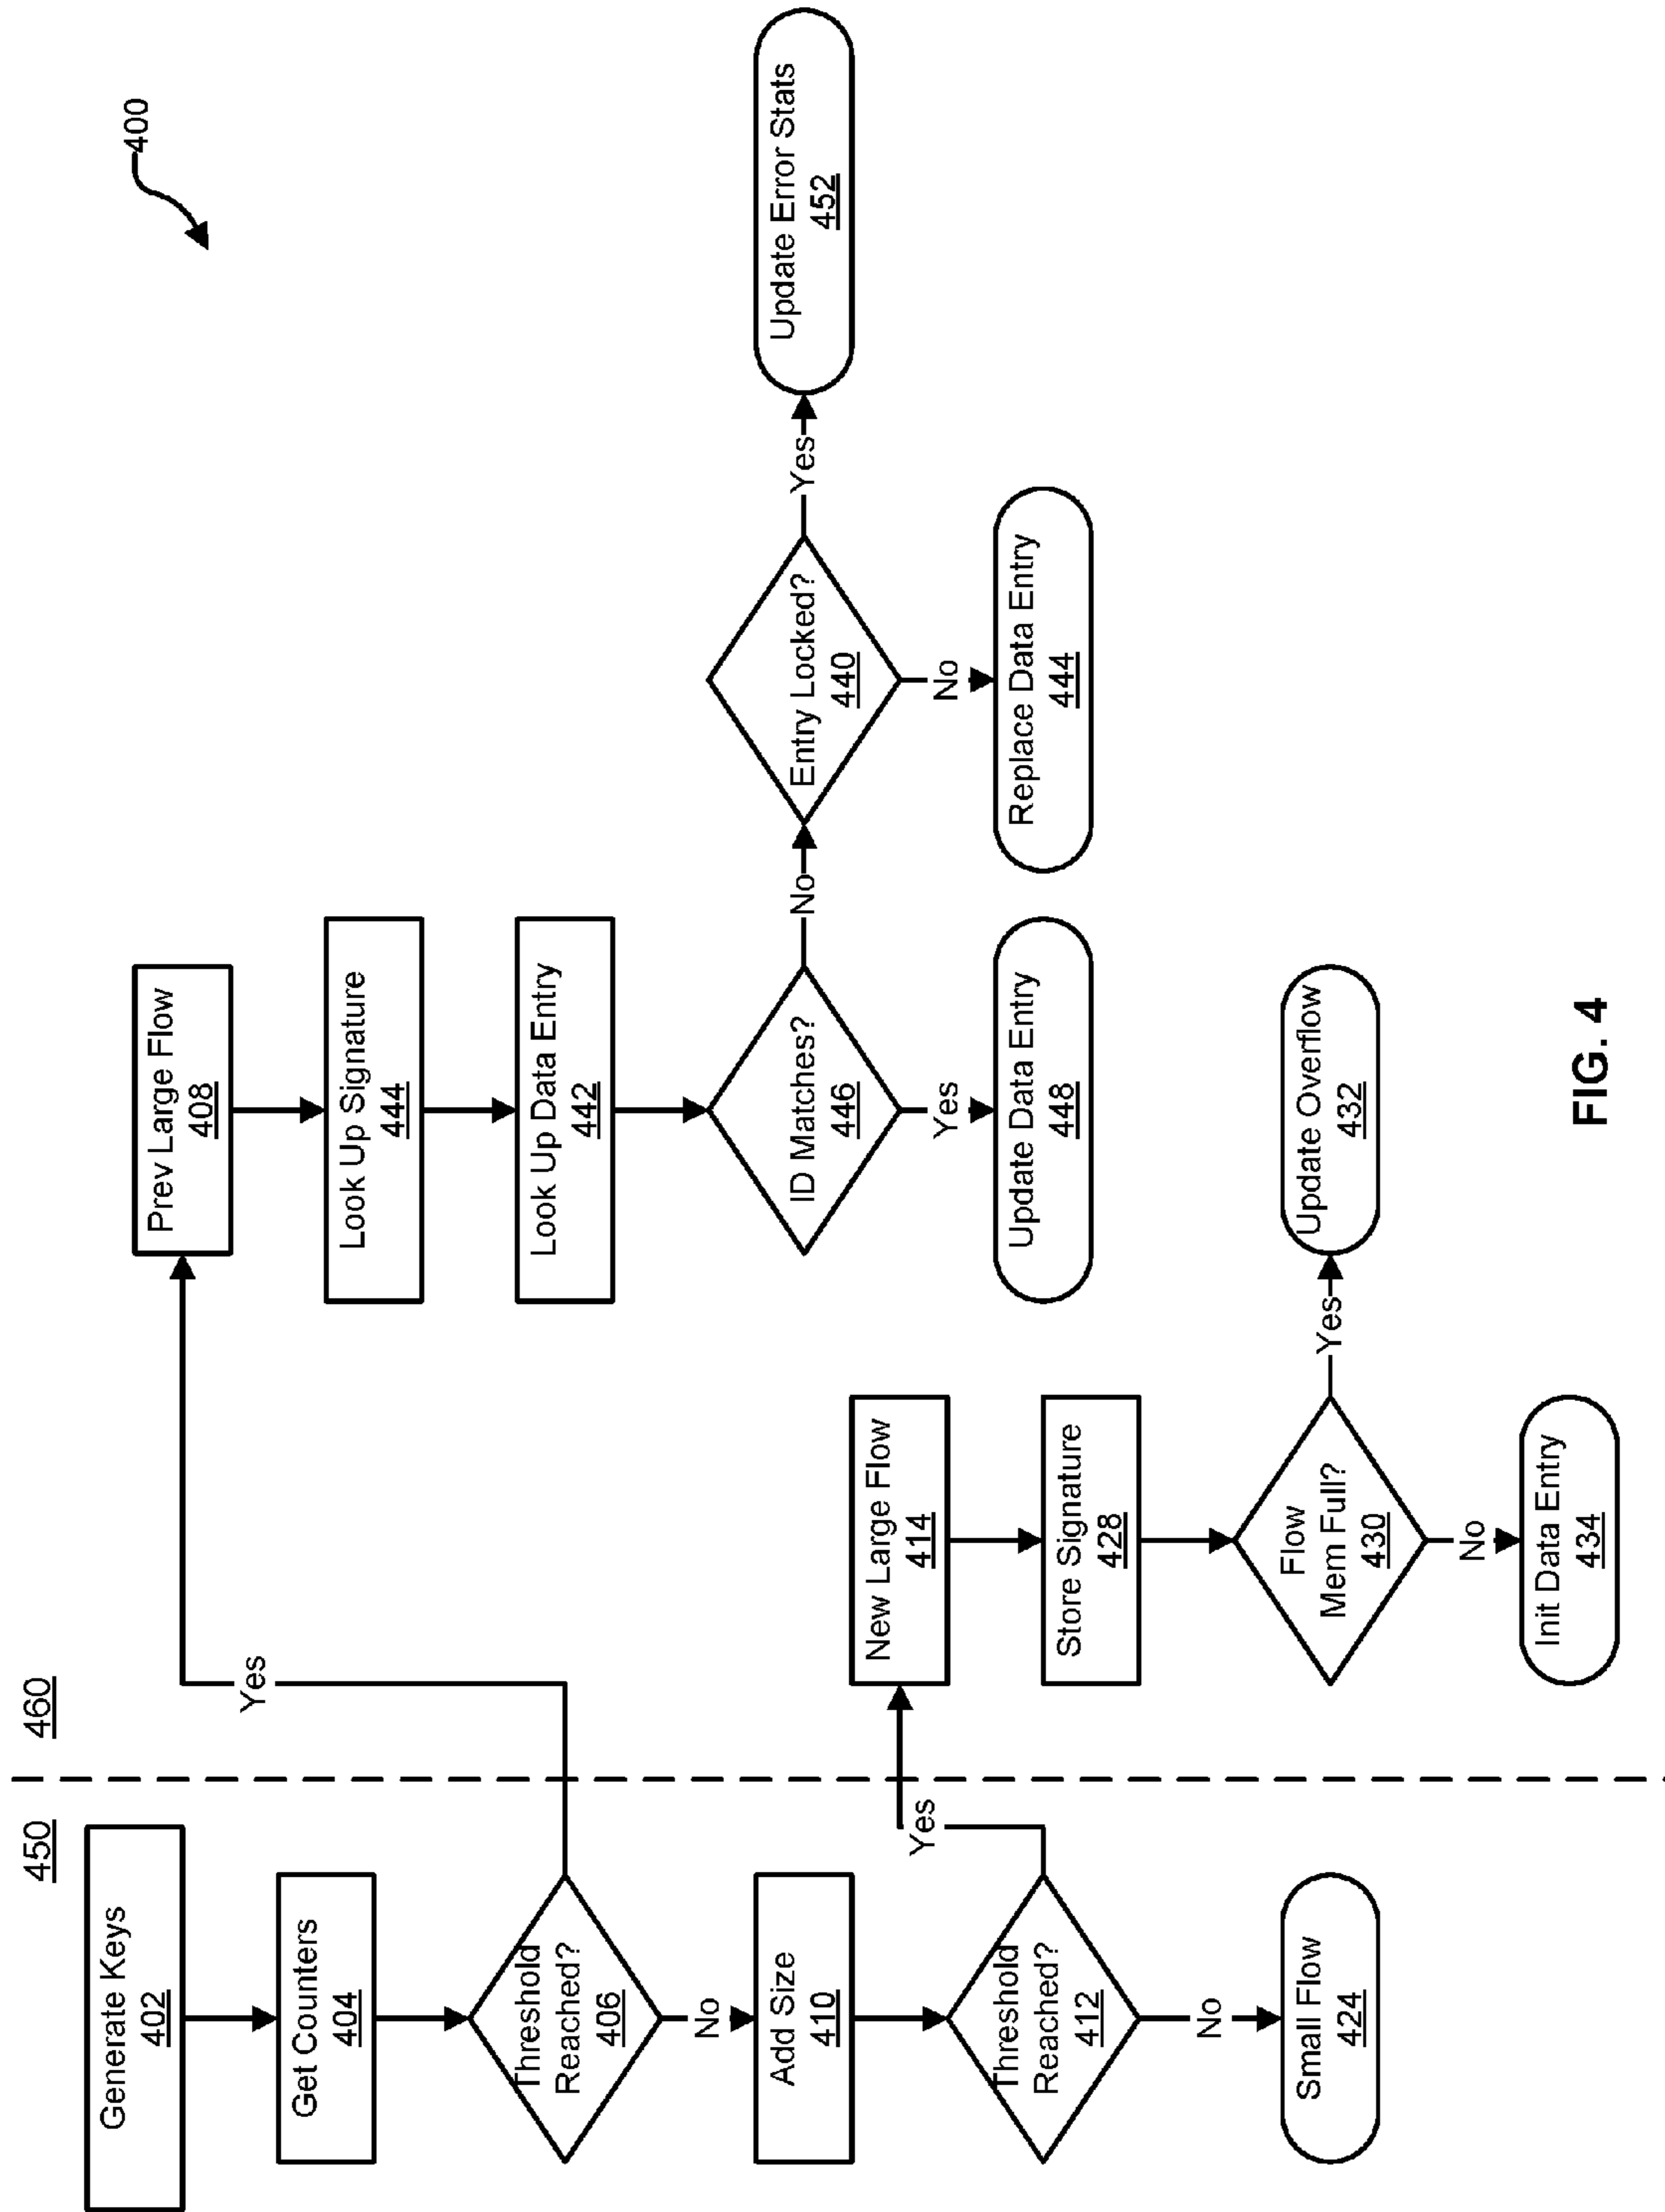 400
450
460
Generate Keys
402
Get Counters
404
Threshold
Reached?
406
Yes
No
Add Size
410
Threshold
Reached?
412
Yes
No
Small Flow
424
Prev Large Flow
408
Look Up Signature
444
Look Up Data Entry
442
ID Matches?
446
No
Yes
Update Data Entry
448
Entry Locked?
440
Yes
No
Update Error Stats
452
Replace Data Entry
444
New Large Flow
414
Store Signature
428
Flow
Mem Full?
430
Yes
No
Update Overflow
432
Init Data Entry
434
FIG. 4